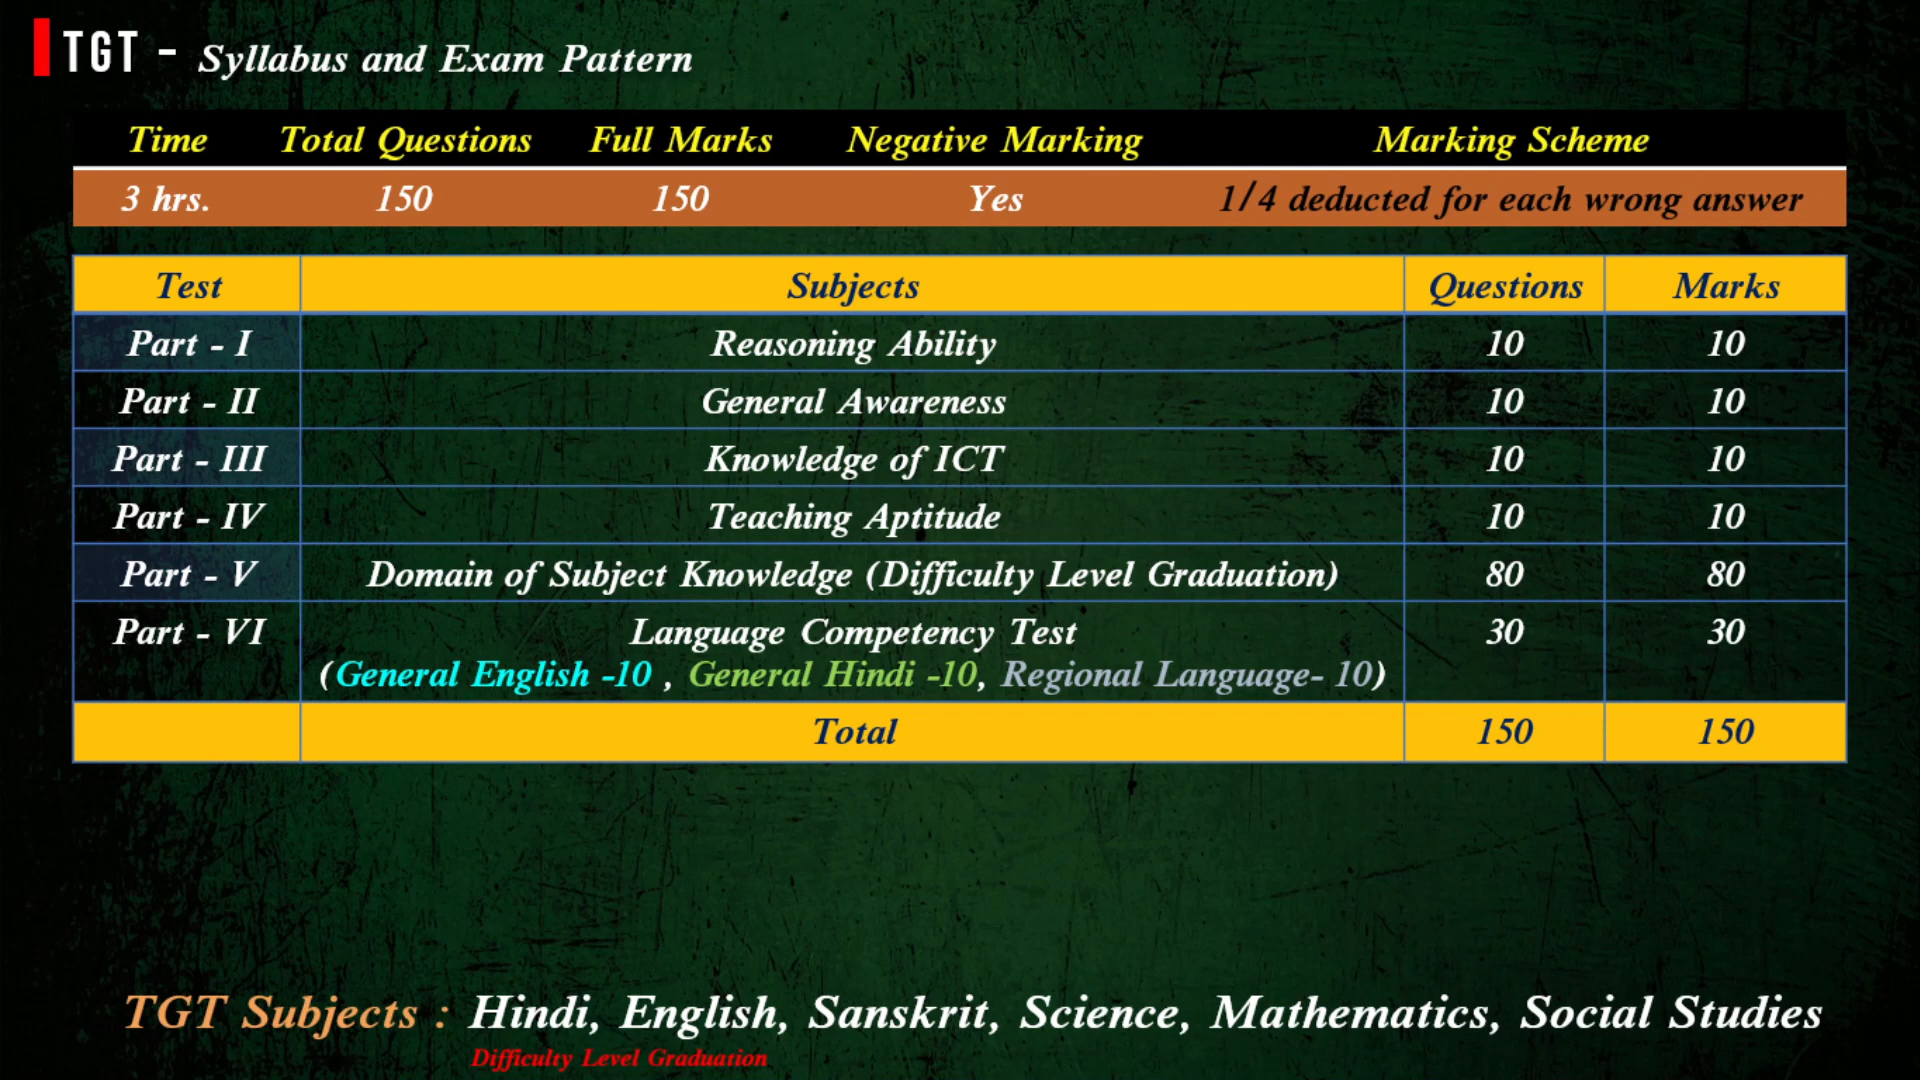 TGT - Syllabus and Exam Pattern
Time Total Questions Full Marks Negative Marking Marking Scheme
3 hrs. 150 150 Yes 1/4 deducted for each wrong answer
Test Subjects Questions Marks
Part - I Reasoning Ability 10 10
Part - II General Awareness 10 10
Part - III Knowledge of ICT 10 10
Part - IV Teaching Aptitude 10 10
Part - V Domain of Subject Knowledge (Difficulty Level Graduation) 80 80
Part - VI Language Competency Test 30 30
(General English -10 , General Hindi -10, Regional Language- 10)
Total 150 150
TGT Subjects : Hindi, English, Sanskrit, Science, Mathematics, Social Studies
Difficulty Level Graduation